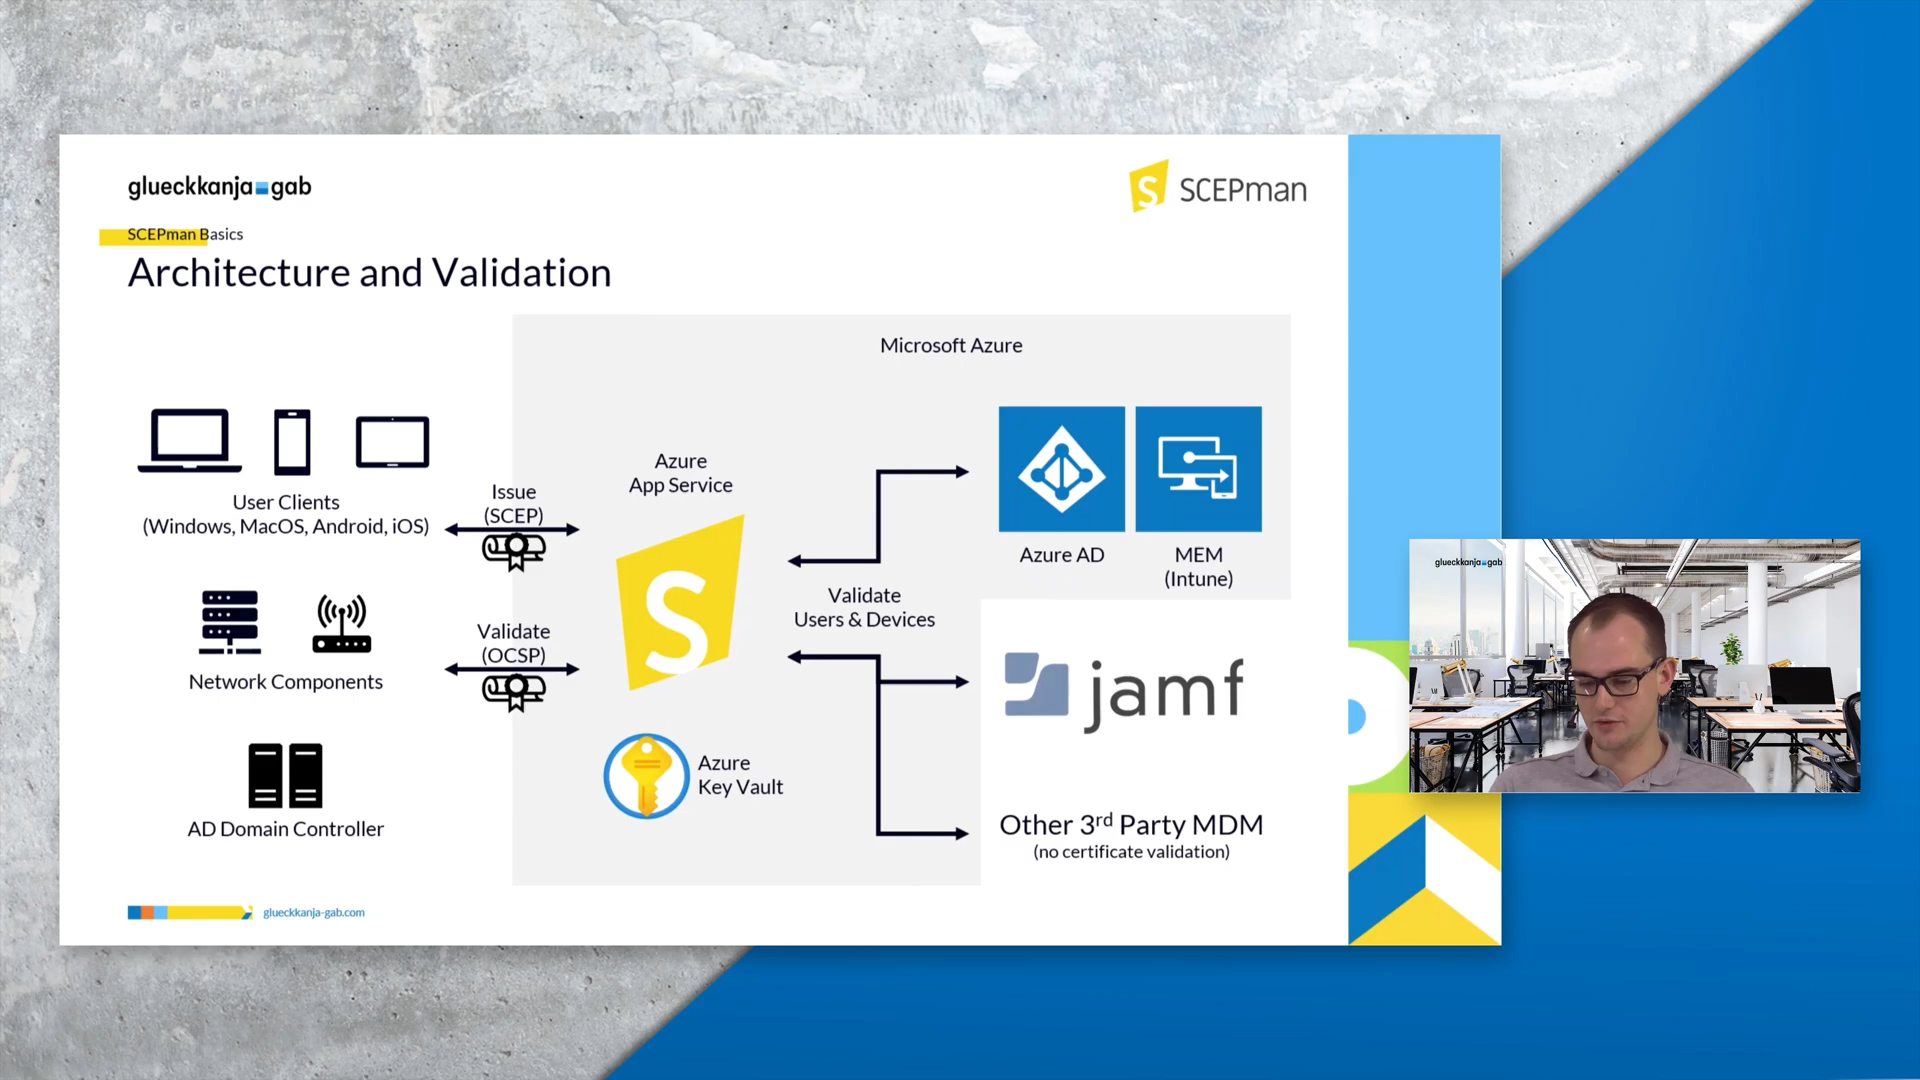 glueckkanja-gab
SCEPman
SCEPman Basics
Architecture and Validation
Microsoft Azure
User Clients
(Windows, MacOS, Android, iOS)
Issue
(SCEP)
Azure
App Service
S
Azure AD
MEM
(Intune)
Validate
Users & Devices
Network Components
Validate
(OCSP)
jamf
Azure
Key Vault
AD Domain Controller
Other 3rd Party MDM
(no certificate validation)
glueckkanja-gab.com
glueckkanja-gab